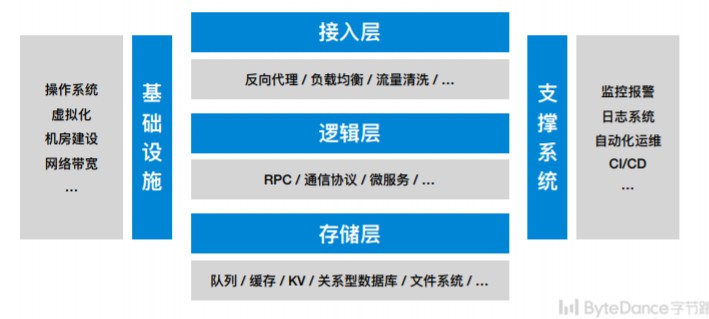 操作系统
虚拟化
机房建设
网络带宽
...
基础设施
接入层
反向代理 / 负载均衡 / 流量清洗 / ...
逻辑层
RPC / 通信协议 / 微服务 / ...
存储层
队列 / 缓存 / KV / 关系型数据库 / 文件系统 / ...
支撑系统
监控报警
日志系统
自动化运维
CI/CD
...
ByteDance 字节